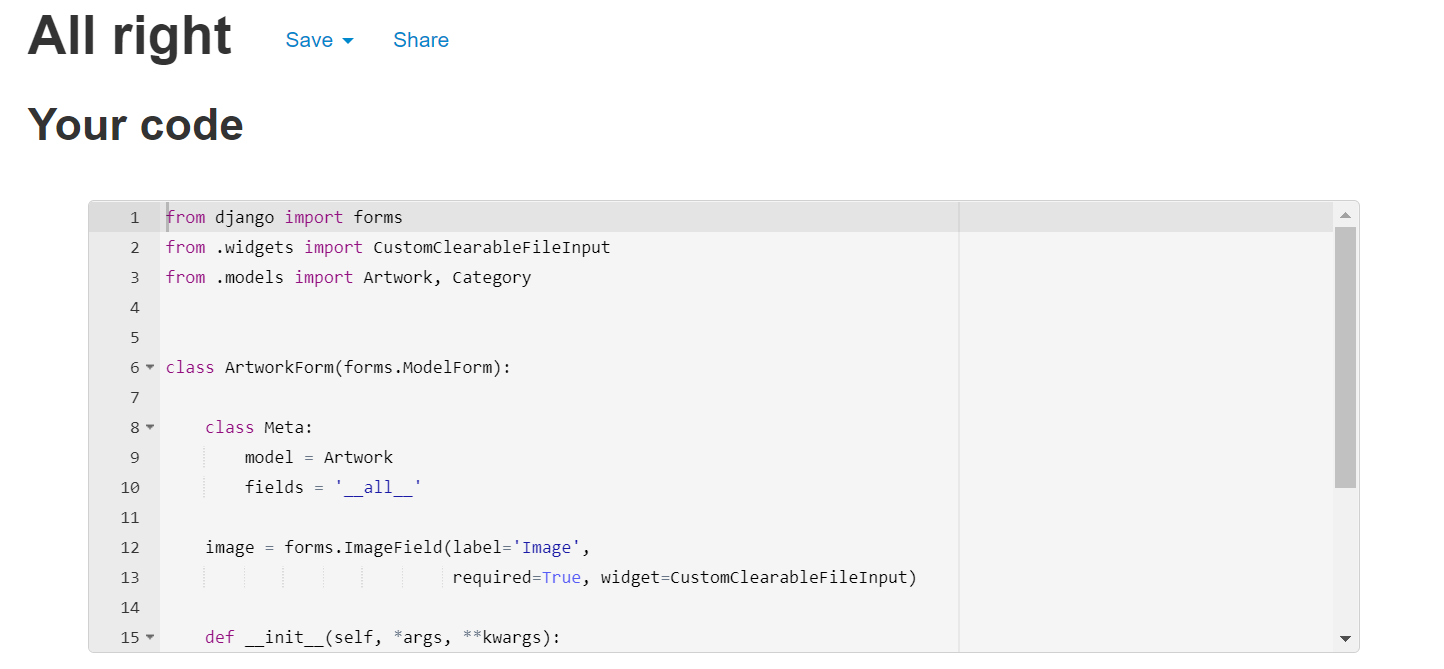 All right Save Share
Your code
1 from django import forms
2 from .widgets import CustomClearableFileInput
3 from .models import Artwork, Category
4
5
6 class ArtworkForm(forms.ModelForm):
7
8 class Meta:
9 model = Artwork
10 fields = '__all__'
11
12 image = forms.ImageField(label='Image',
13 required=True, widget=CustomClearableFileInput)
14
15 def __init__(self, *args, **kwargs):